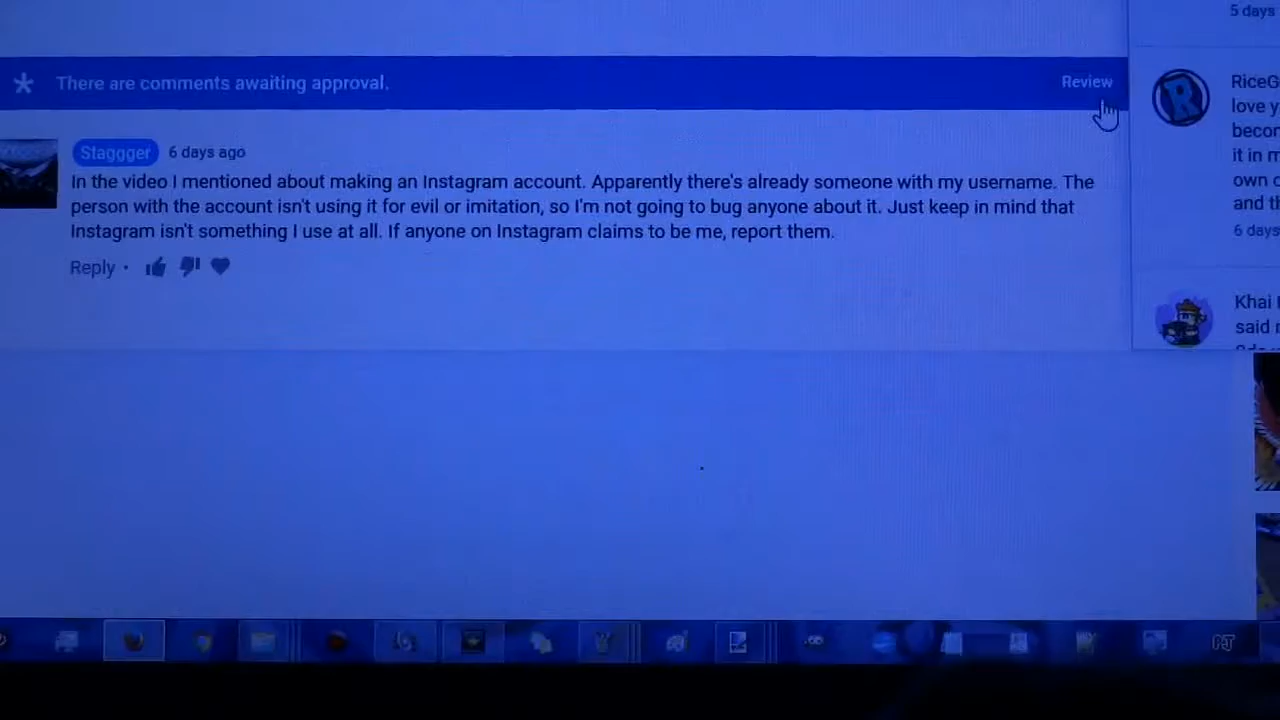 5 days
There are comments awaiting approval.
Review
Staggger 6 days ago
In the video I mentioned about making an Instagram account. Apparently there's already someone with my username. The
person with the account isn't using it for evil or imitation, so I'm not going to bug anyone about it. Just keep in mind that
Instagram isn't something I use at all. If anyone on Instagram claims to be me, report them.
Reply •
R
RiceG
love y
becor
it in m
own c
and th
6 days
Khai
said